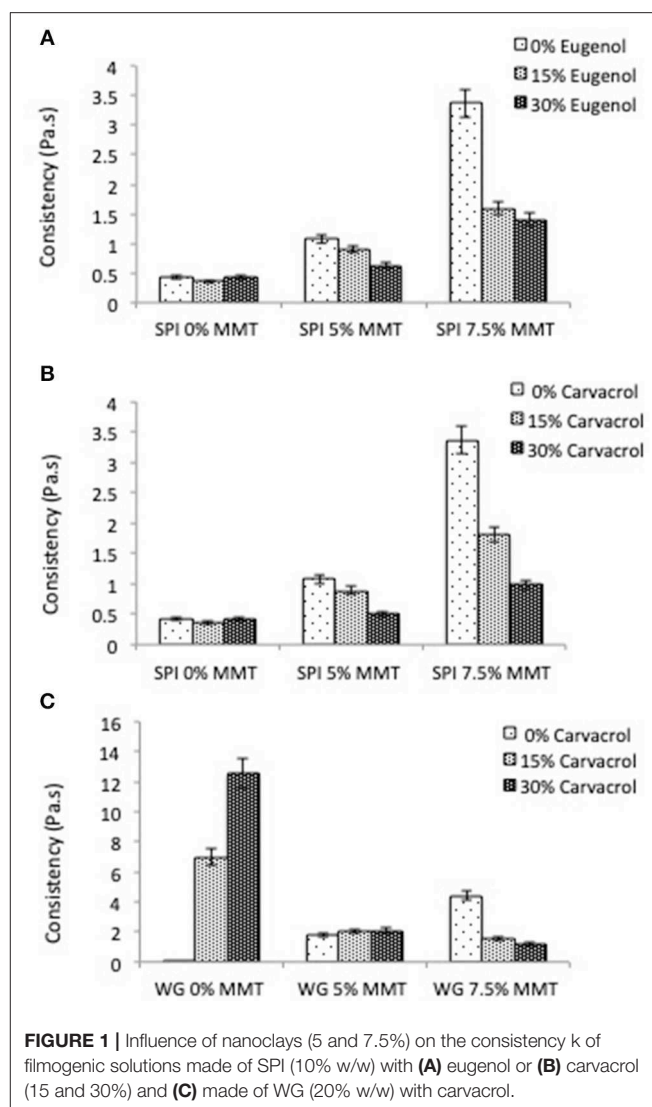 A
0% Eugenol
15% Eugenol
30% Eugenol
Consistency (Pa.s)
4
3.5
3
2.5
2
1.5
1
0.5
0
SPI 0% MMT SPI 5% MMT SPI 7.5% MMT
B
0% Carvacrol
15% Carvacrol
30% Carvacrol
Consistency (Pa.s)
4
3.5
3
2.5
2
1.5
1
0.5
0
SPI 0% MMT SPI 5% MMT SPI 7.5% MMT
C
0% Carvacrol
15% Carvacrol
30% Carvacrol
Consistency (Pa.s)
16
14
12
10
8
6
4
2
0
WG 0% MMT WG 5% MMT WG 7.5% MMT
FIGURE 1 | Influence of nanoclays (5 and 7.5%) on the consistency k of
filmogenic solutions made of SPI (10% w/w) with (A) eugenol or (B) carvacrol
(15 and 30%) and (C) made of WG (20% w/w) with carvacrol.